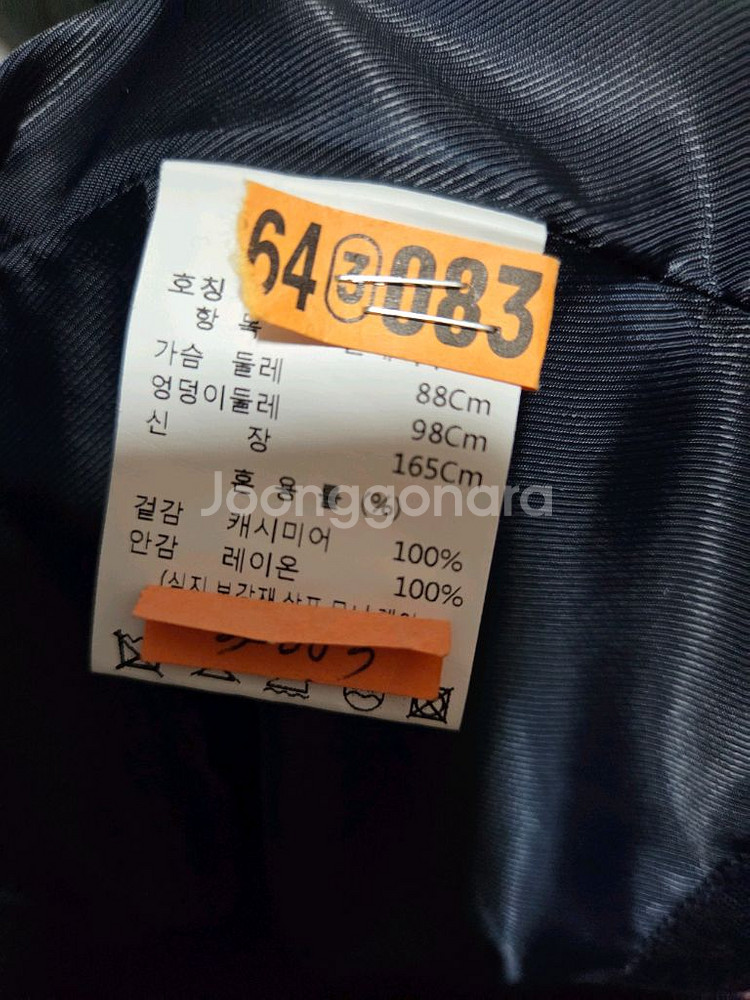 64 3 083
호칭
항 목
가슴 둘레 88Cm
엉덩이둘레 98Cm
신 장 165Cm
혼 용 률 (%)
Joonggonara
겉감 캐시미어 100%
안감 레이온 100%